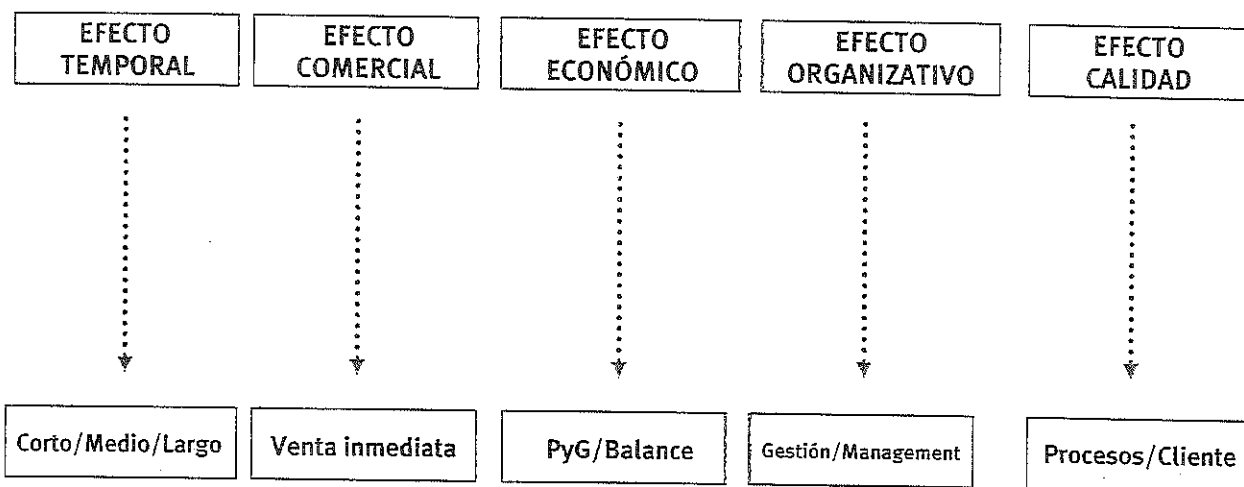 EFECTO
TEMPORAL
EFECTO
COMERCIAL
EFECTO
ECONÓMICO
EFECTO
ORGANIZATIVO
EFECTO
CALIDAD
Corto/Medio/Largo
Venta inmediata
PyG/Balance
Gestión/Management
Procesos/Cliente